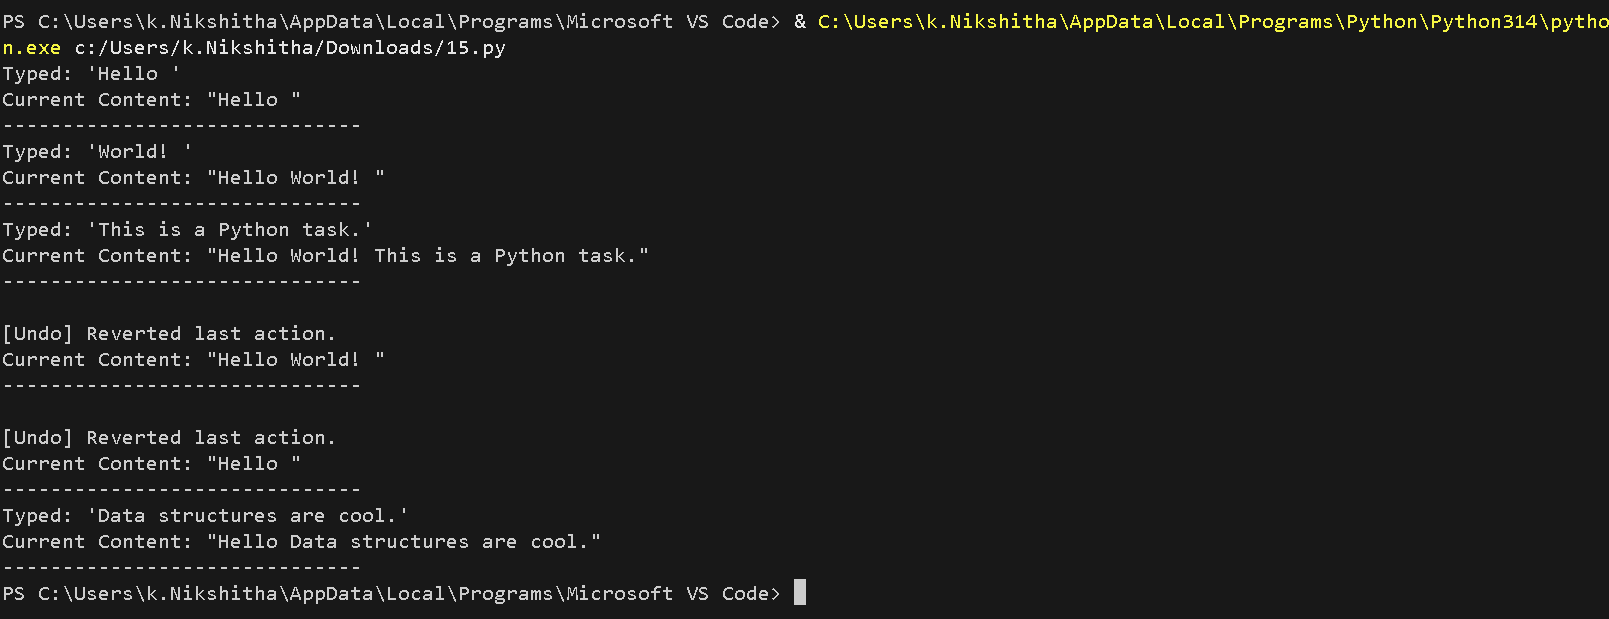 PS C:\Users\k.Nikshitha\AppData\Local\Programs\Microsoft VS Code> & C:\Users\k.Nikshitha\AppData\Local\Programs\Python\Python314\pytho
n.exe c:/Users/k.Nikshitha/Downloads/15.py
Typed: 'Hello '
Current Content: "Hello "
------------------------------
Typed: 'World! '
Current Content: "Hello World! "
------------------------------
Typed: 'This is a Python task.'
Current Content: "Hello World! This is a Python task."
------------------------------

[Undo] Reverted last action.
Current Content: "Hello World! "
------------------------------

[Undo] Reverted last action.
Current Content: "Hello "
------------------------------
Typed: 'Data structures are cool.'
Current Content: "Hello Data structures are cool."
------------------------------
PS C:\Users\k.Nikshitha\AppData\Local\Programs\Microsoft VS Code>